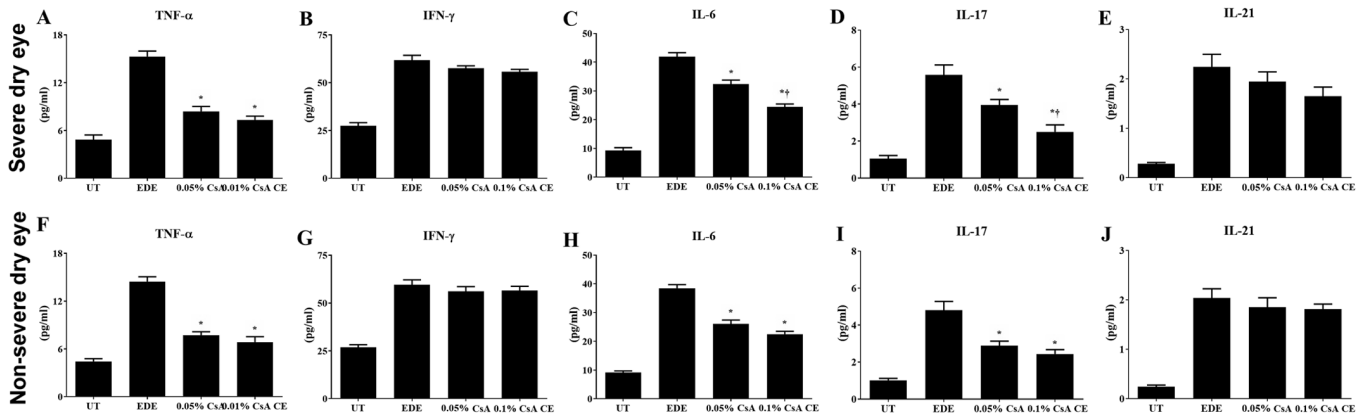 Severe dry eye
A
TNF-α
18
12
6
0
(pg/ml)
*
*
UT EDE 0.05% CsA 0.01% CsA CE
B
IFN-γ
75
50
25
0
(pg/ml)
UT EDE 0.05% CsA 0.1% CsA CE
C
IL-6
50
40
30
20
10
0
(pg/ml)
*
*†
UT EDE 0.05% CsA 0.1% CsA CE
D
IL-17
8
6
4
2
0
(pg/ml)
*
*†
UT EDE 0.05% CsA 0.1% CsA CE
E
IL-21
3
2
1
0
(pg/ml)
UT EDE 0.05% CsA 0.1% CsA CE
Non-severe dry eye
F
TNF-α
18
12
6
0
(pg/ml)
*
*
UT EDE 0.05% CsA 0.01% CsA CE
G
IFN-γ
75
50
25
0
(pg/ml)
UT EDE 0.05% CsA 0.1% CsA CE
H
IL-6
50
40
30
20
10
0
(pg/ml)
*
*
UT EDE 0.05% CsA 0.1% CsA CE
I
IL-17
8
6
4
2
0
(pg/ml)
*
*
UT EDE 0.05% CsA 0.1% CsA CE
J
IL-21
3
2
1
0
(pg/ml)
UT EDE 0.05% CsA 0.1% CsA CE